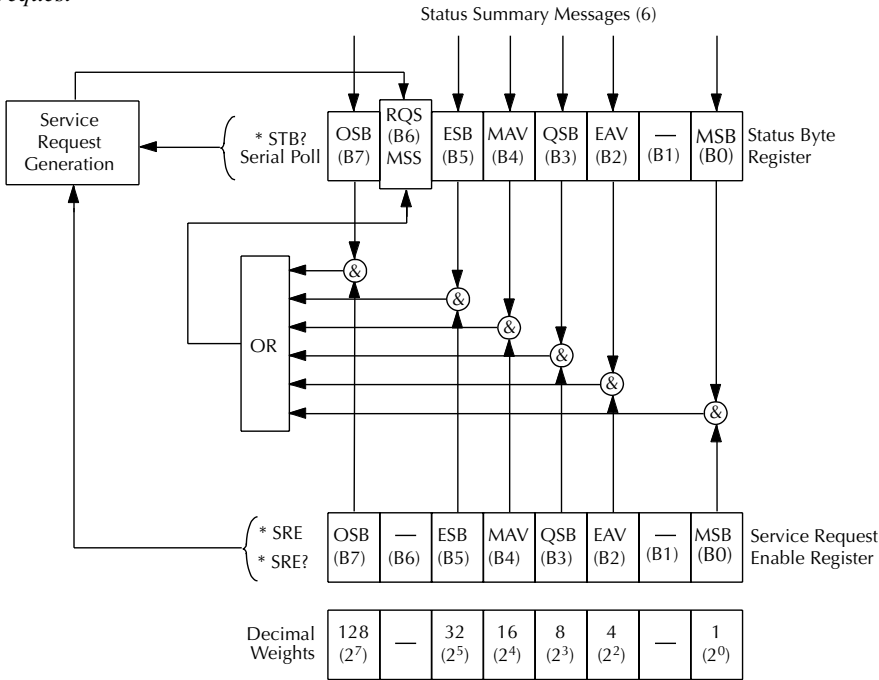 Status Summary Messages (6)
Service
Request
Generation
* STB?
Serial Poll
OSB
(B7)
RQS
(B6)
MSS
ESB
(B5)
MAV
(B4)
QSB
(B3)
EAV
(B2)
—
(B1)
MSB
(B0)
Status Byte
Register
&
&
&
&
&
&
OR
* SRE
* SRE?
OSB
(B7)
—
(B6)
ESB
(B5)
MAV
(B4)
QSB
(B3)
EAV
(B2)
—
(B1)
MSB
(B0)
Service Request
Enable Register
Decimal
Weights
128
(2⁷)
—
32
(2⁵)
16
(2⁴)
8
(2³)
4
(2²)
—
1
(2⁰)